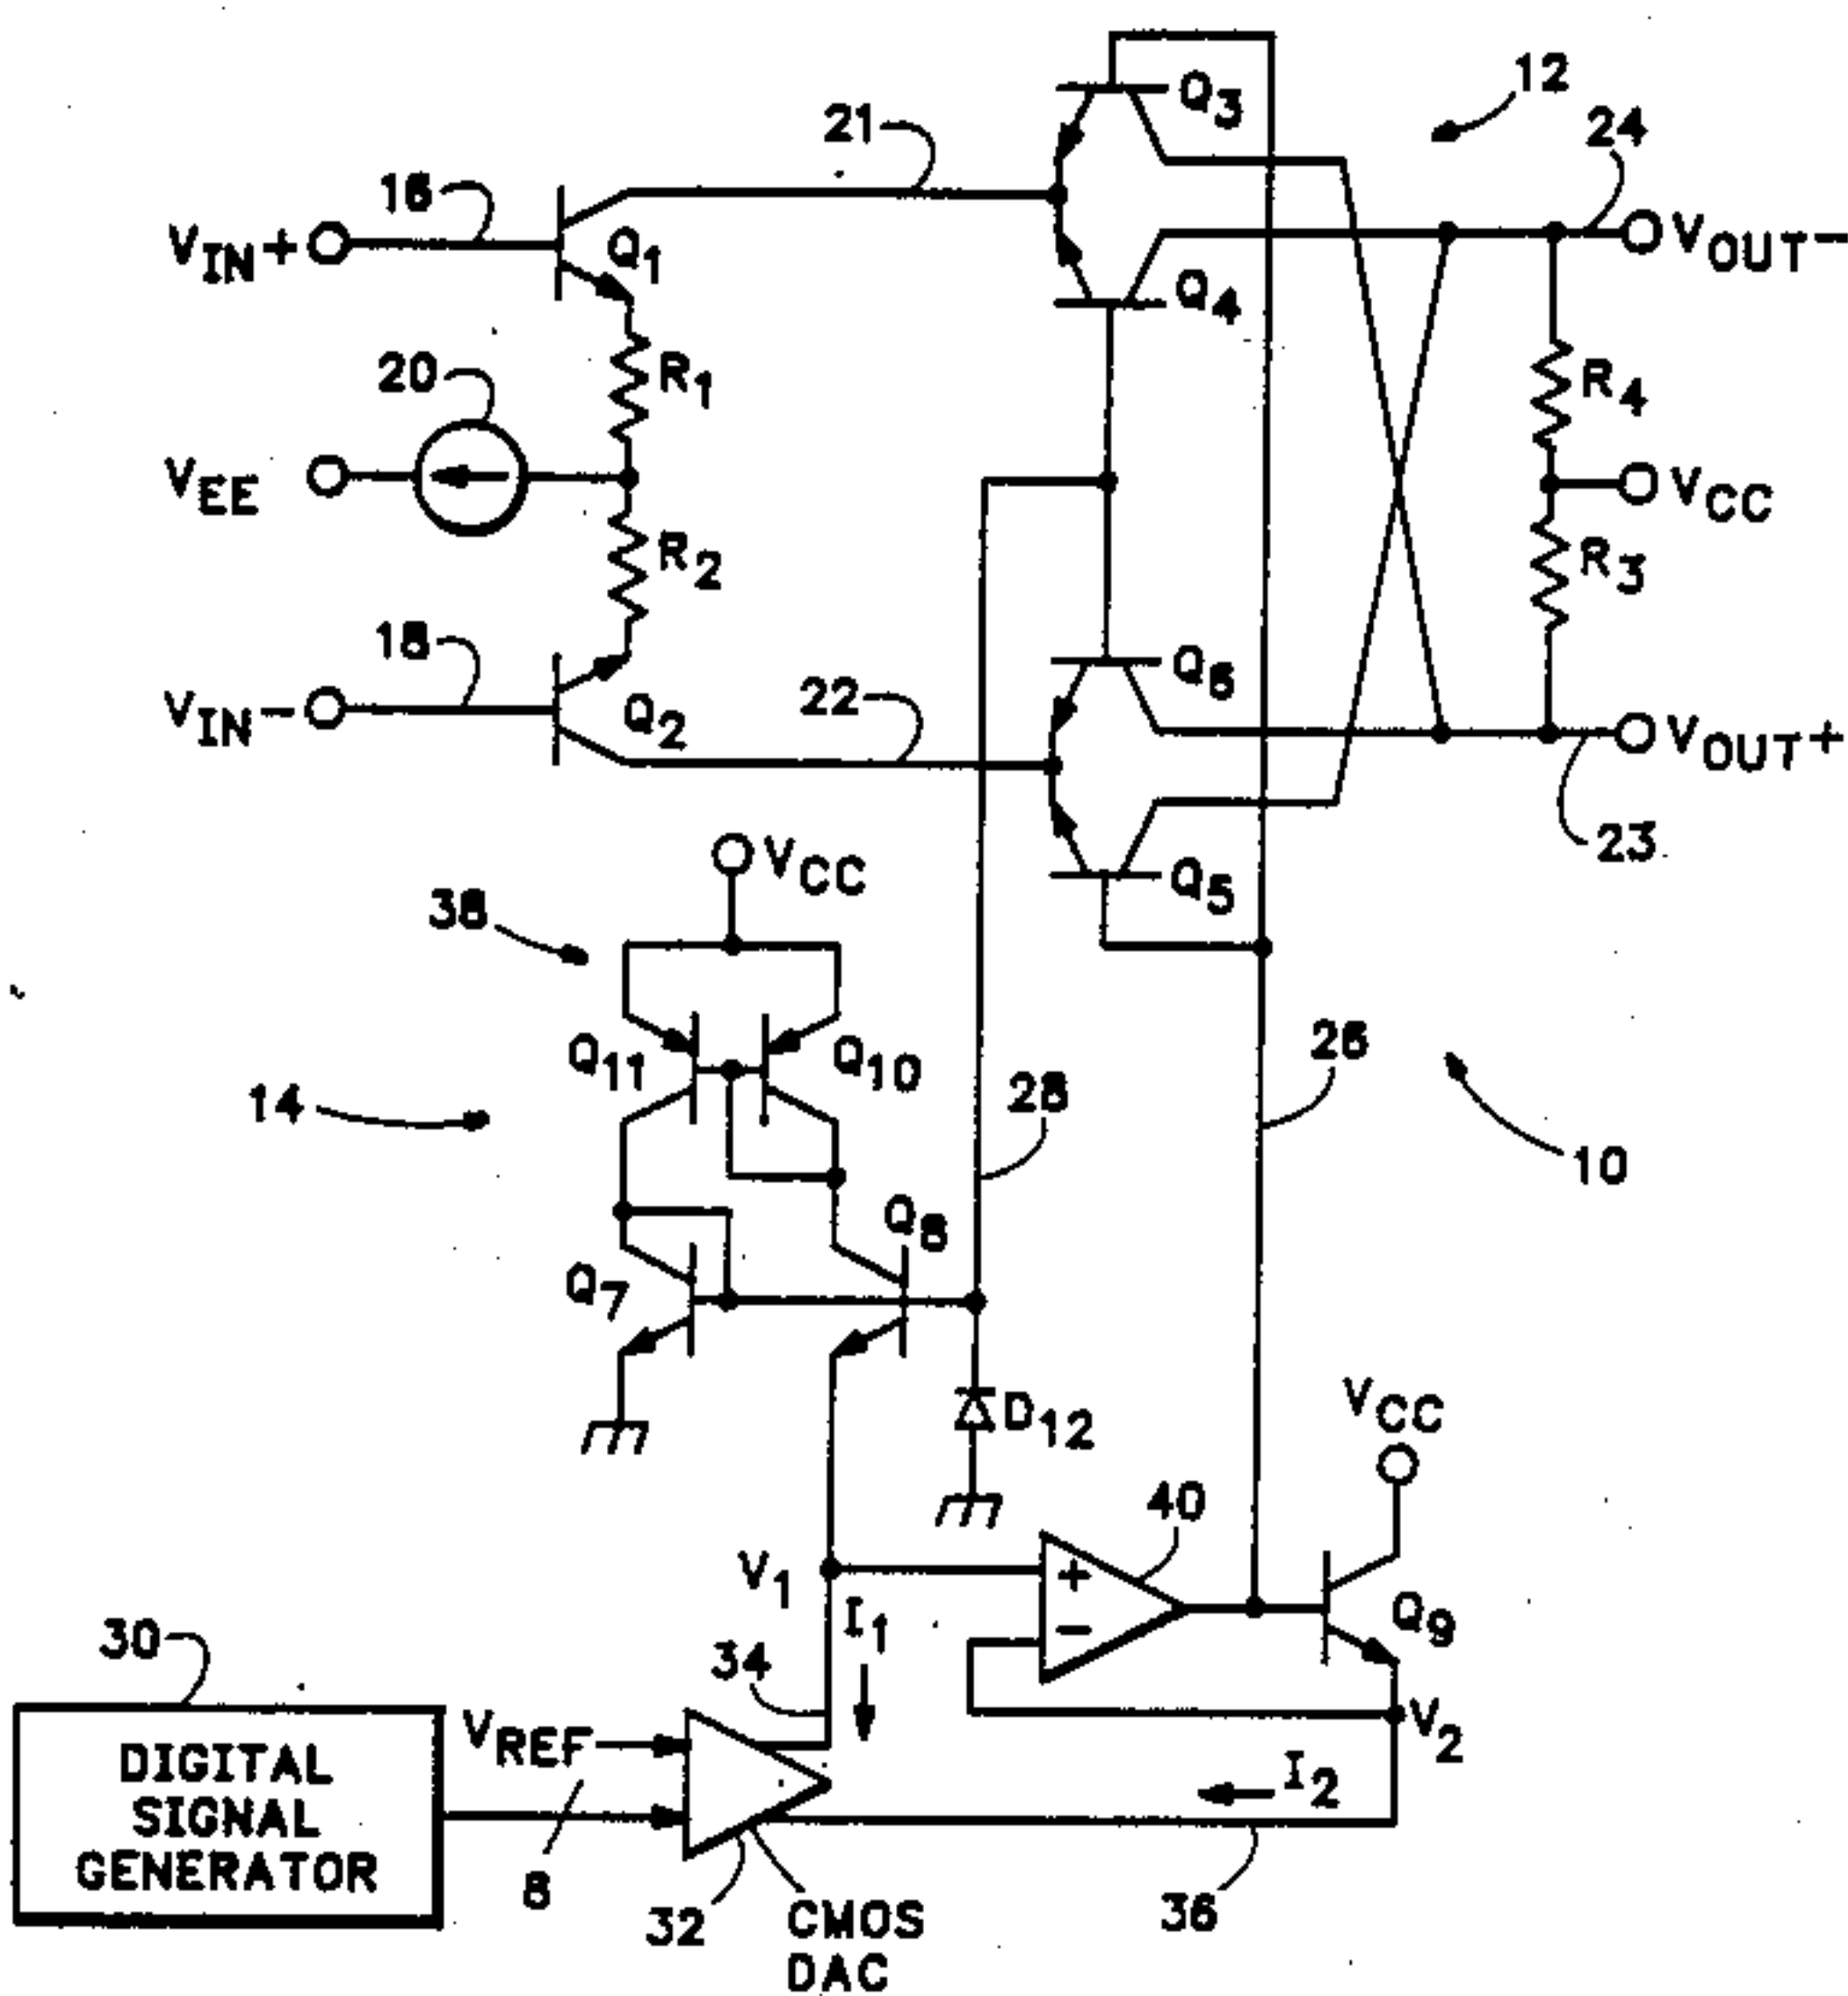 12
Q3
21
24
16
VIN+
Q1
VOUT-
Q4
20
R1
R4
VEE
VCC
R2
R3
18
Q6
VIN-
Q2
22
VOUT+
23
VCC
Q5
38
Q11
Q10
28
26
14
10
Q8
Q7
D12
VCC
40
V1
I1
Q9
30
34
VREF
V2
DIGITAL
SIGNAL
GENERATOR
I2
8
32
CMOS
DAC
36
+
-